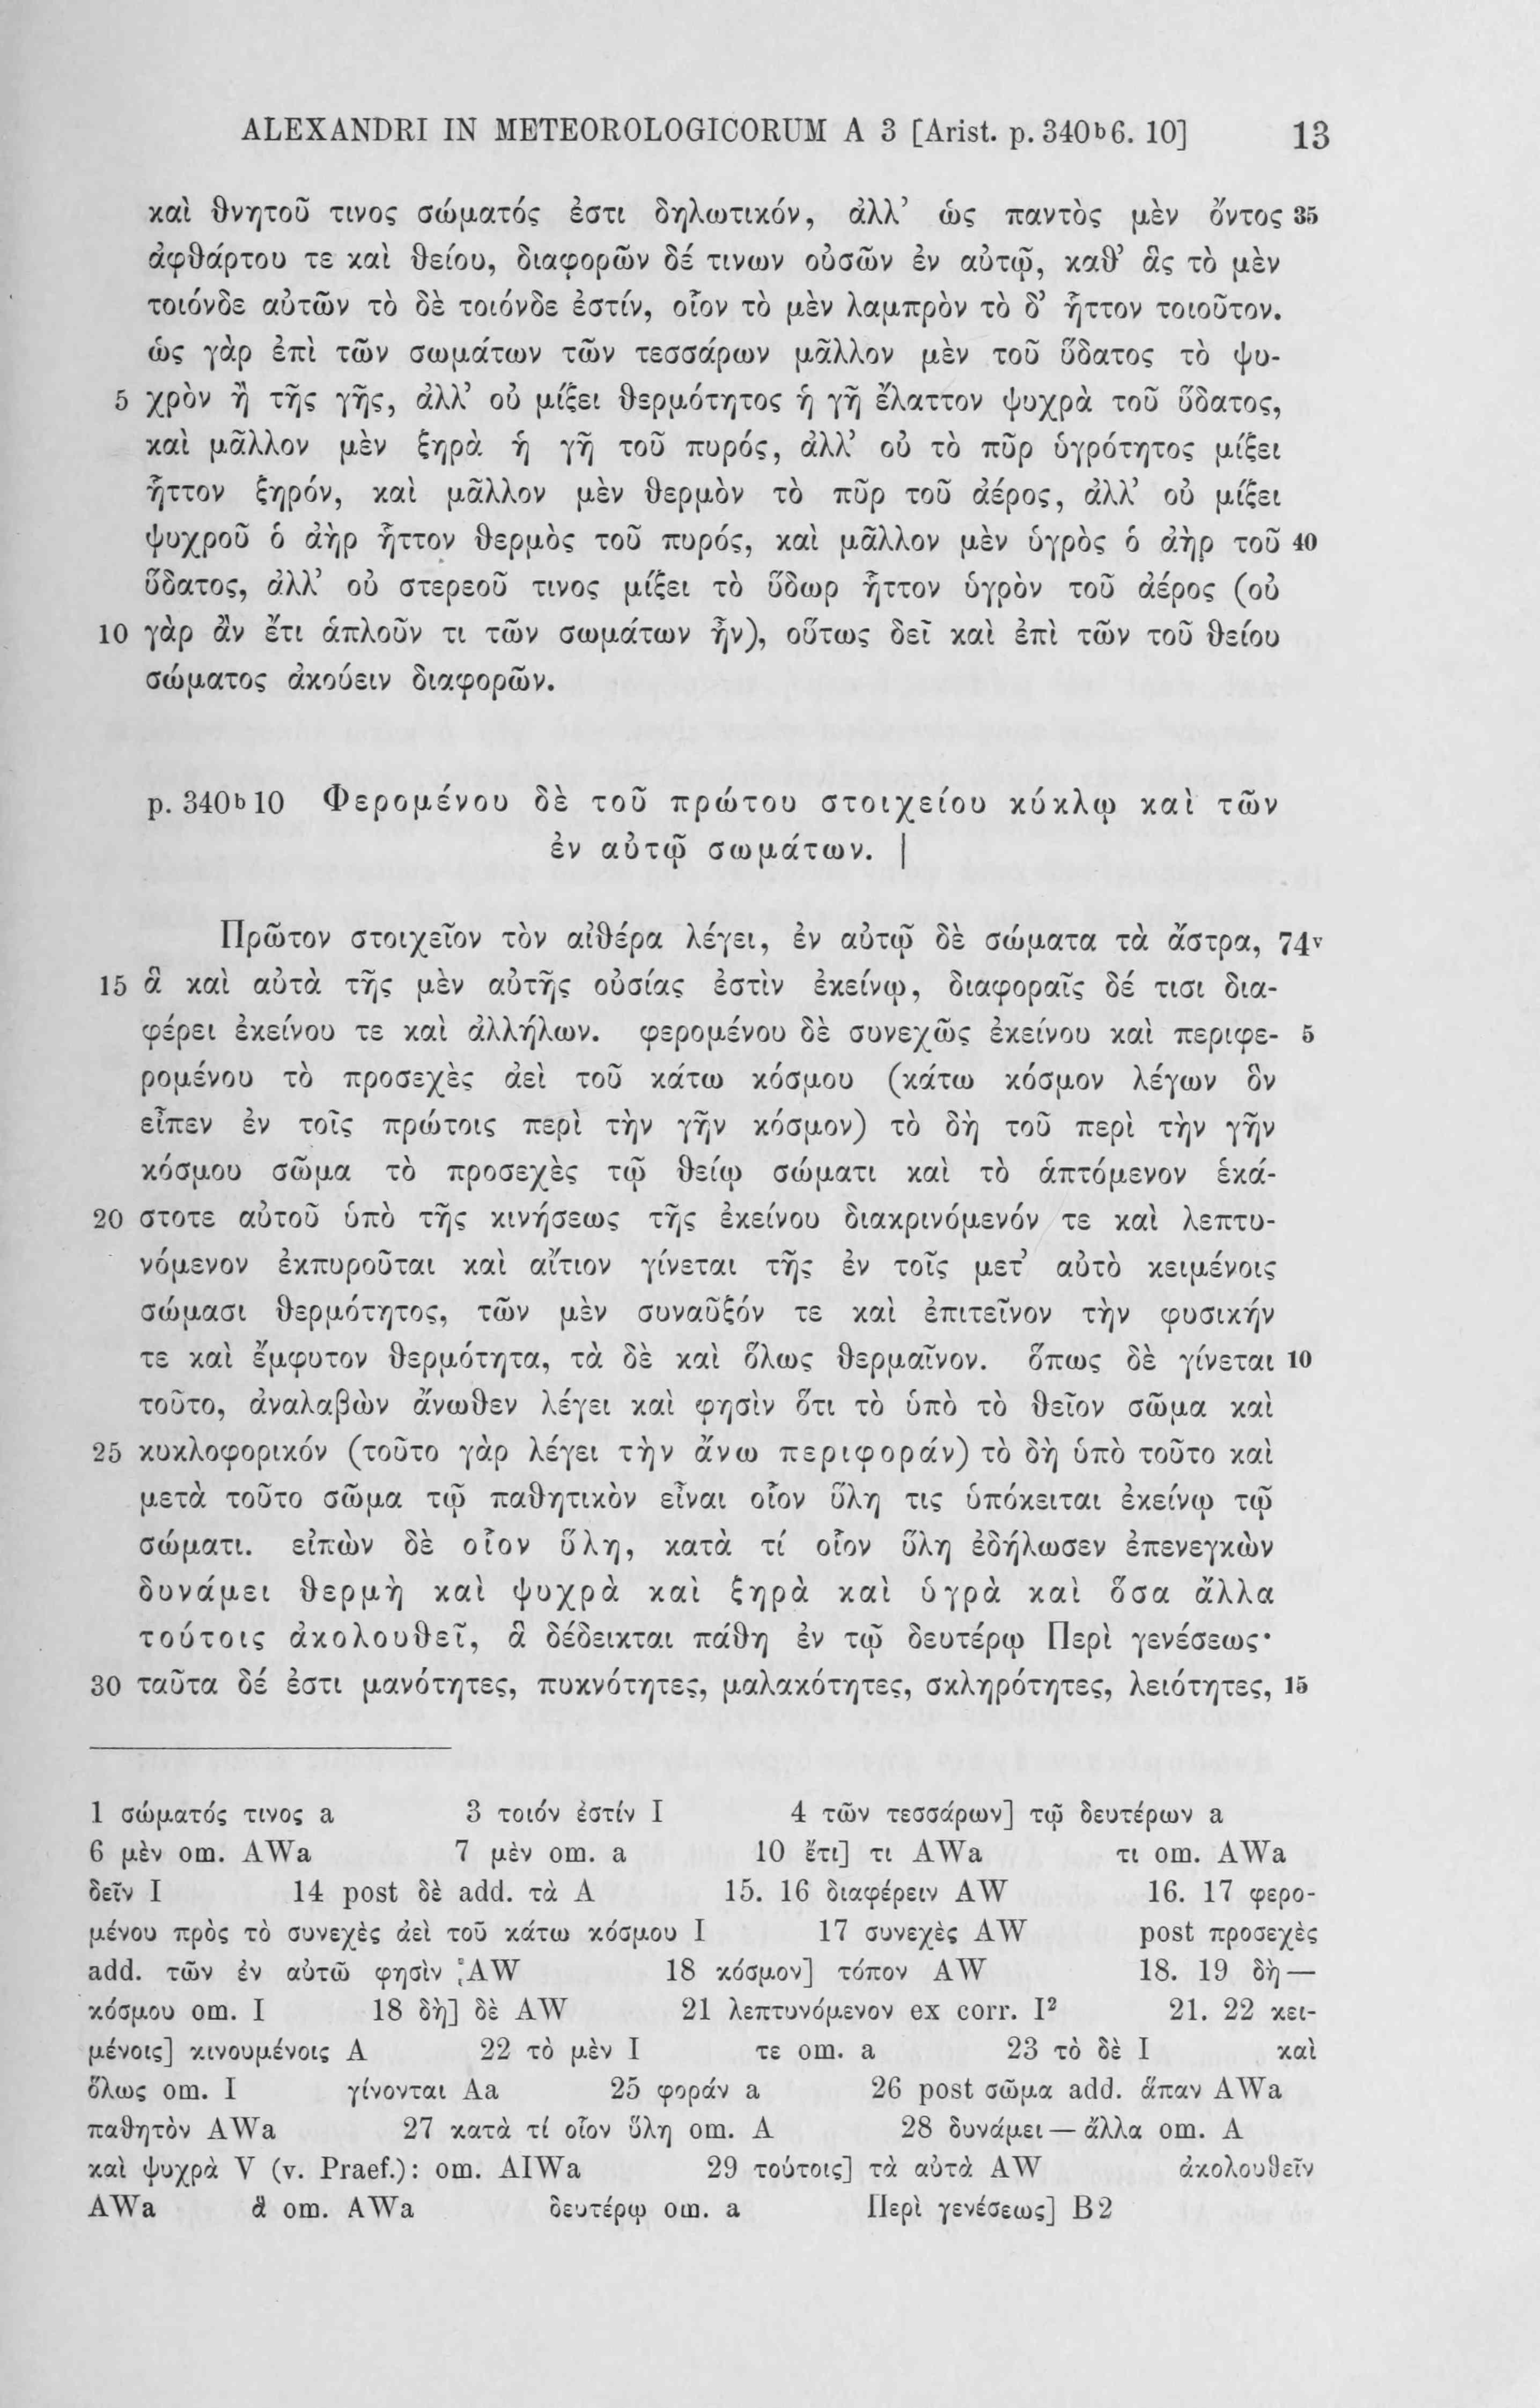 ALEXANDRI IN METEOROLOGICORUM A 3 [Arist. p. 340ᵇ6. 10] 13
καὶ θνητοῦ τινος σώματός ἐστι δηλωτικόν, ἀλλ’ ὡς παντὸς μὲν ὄντος 35
ἀφθάρτου τε καὶ θείου, διαφορῶν δέ τινων οὐσῶν ἐν αὐτῷ, καθ’ ἃς τὸ μὲν
τοιόνδε αὐτῶν τὸ δὲ τοιόνδε ἐστίν, οἷον τὸ μὲν λαμπρὸν τὸ δ’ ἧττον τοιοῦτον.
ὡς γὰρ ἐπὶ τῶν σωμάτων τῶν τεσσάρων μᾶλλον μὲν τοῦ ὕδατος τὸ ψυ-
5 χρὸν ἢ τῆς γῆς, ἀλλ’ οὐ μίξει θερμότητος ἡ γῆ ἔλαττον ψυχρὰ τοῦ ὕδατος,
καὶ μᾶλλον μὲν ξηρὰ ἡ γῆ τοῦ πυρός, ἀλλ’ οὐ τὸ πῦρ ὑγρότητος μίξει
ἧττον ξηρόν, καὶ μᾶλλον μὲν θερμὸν τὸ πῦρ τοῦ ἀέρος, ἀλλ’ οὐ μίξει
ψυχροῦ ὁ ἀὴρ ἧττον θερμὸς τοῦ πυρός, καὶ μᾶλλον μὲν ὑγρὸς ὁ ἀὴρ τοῦ 40
ὕδατος, ἀλλ’ οὐ στερεοῦ τινος μίξει τὸ ὕδωρ ἧττον ὑγρὸν τοῦ ἀέρος (οὐ
10 γὰρ ἂν ἔτι ἁπλοῦν τι τῶν σωμάτων ἦν), οὕτως δεῖ καὶ ἐπὶ τῶν τοῦ θείου
σώματος ἀκούειν διαφορῶν.
p. 340ᵇ10 Φερομένου δὲ τοῦ πρώτου στοιχείου κύκλῳ καὶ τῶν
ἐν αὐτῷ σωμάτων. |
Πρῶτον στοιχεῖον τὸν αἰθέρα λέγει, ἐν αὐτῷ δὲ σώματα τὰ ἄστρα, 74ᵛ
15 ἃ καὶ αὐτὰ τῆς μὲν αὐτῆς οὐσίας ἐστὶν ἐκείνῳ, διαφοραῖς δέ τισι δια-
φέρει ἐκείνου τε καὶ ἀλλήλων. φερομένου δὲ συνεχῶς ἐκείνου καὶ περιφε- 5
ρομένου τὸ προσεχὲς ἀεὶ τοῦ κάτω κόσμου (κάτω κόσμον λέγων ὃν
εἶπεν ἐν τοῖς πρώτοις περὶ τὴν γῆν κόσμον) τὸ δὴ τοῦ περὶ τὴν γῆν
κόσμου σῶμα τὸ προσεχὲς τῷ θείῳ σώματι καὶ τὸ ἁπτόμενον ἑκά-
20 στοτε αὐτοῦ ὑπὸ τῆς κινήσεως τῆς ἐκείνου διακρινόμενόν τε καὶ λεπτυ-
νόμενον ἐκπυροῦται καὶ αἴτιον γίνεται τῆς ἐν τοῖς μετ’ αὐτὸ κειμένοις
σώμασι θερμότητος, τῶν μὲν συναῦξόν τε καὶ ἐπιτεῖνον τὴν φυσικήν
τε καὶ ἔμφυτον θερμότητα, τὰ δὲ καὶ ὅλως θερμαῖνον. ὅπως δὲ γίνεται 10
τοῦτο, ἀναλαβὼν ἄνωθεν λέγει καὶ φησὶν ὅτι τὸ ὑπὸ τὸ θεῖον σῶμα καὶ
25 κυκλοφορικόν (τοῦτο γὰρ λέγει τὴν ἄνω περιφοράν) τὸ δὴ ὑπὸ τοῦτο καὶ
μετὰ τοῦτο σῶμα τῷ παθητικὸν εἶναι οἷον ὕλη τις ὑπόκειται ἐκείνῳ τῷ
σώματι. εἰπὼν δὲ οἷον ὕλη, κατὰ τί οἷον ὕλη ἐδήλωσεν ἐπενεγκὼν
δυνάμει θερμὴ καὶ ψυχρὰ καὶ ξηρὰ καὶ ὑγρὰ καὶ ὅσα ἄλλα
τούτοις ἀκολουθεῖ, ἃ δέδεικται πάθη ἐν τῷ δευτέρῳ Περὶ γενέσεως·
30 ταῦτα δέ ἐστι μανότητες, πυκνότητες, μαλακότητες, σκληρότητες, λειότητες, 15
1 σώματός τινος a 3 τοιόν ἐστίν I 4 τῶν τεσσάρων] τῷ δευτέρων a
6 μὲν om. AWa 7 μὲν om. a 10 ἔτι] τι AWa τι om. AWa
δεῖν I 14 post δὲ add. τὰ A 15. 16 διαφέρειν AW 16. 17 φερο-
μένου πρὸς τὸ συνεχὲς ἀεὶ τοῦ κάτω κόσμου I 17 συνεχὲς AW post προσεχὲς
add. τῶν ἐν αὐτῶ φησὶν AW 18 κόσμον] τόπον AW 18. 19 δὴ —
κόσμου om. I 18 δὴ] δὲ AW 21 λεπτυνόμενον ex corr. I² 21. 22 κει-
μένοις] κινουμένοις A 22 τὸ μὲν I τε om. a 23 τὸ δὲ I καὶ
ὅλως om. I γίνονται Aa 25 φοράν a 26 post σῶμα add. ἅπαν AWa
παθητὸν AWa 27 κατὰ τί οἷον ὕλη om. A 28 δυνάμει — ἄλλα om. A
καὶ ψυχρὰ V (v. Praef.): om. AIWa 29 τούτοις] τὰ αὐτὰ AW ἀκολουθεῖν
AWa ἃ om. AWa δευτέρῳ om. a Περὶ γενέσεως] B 2